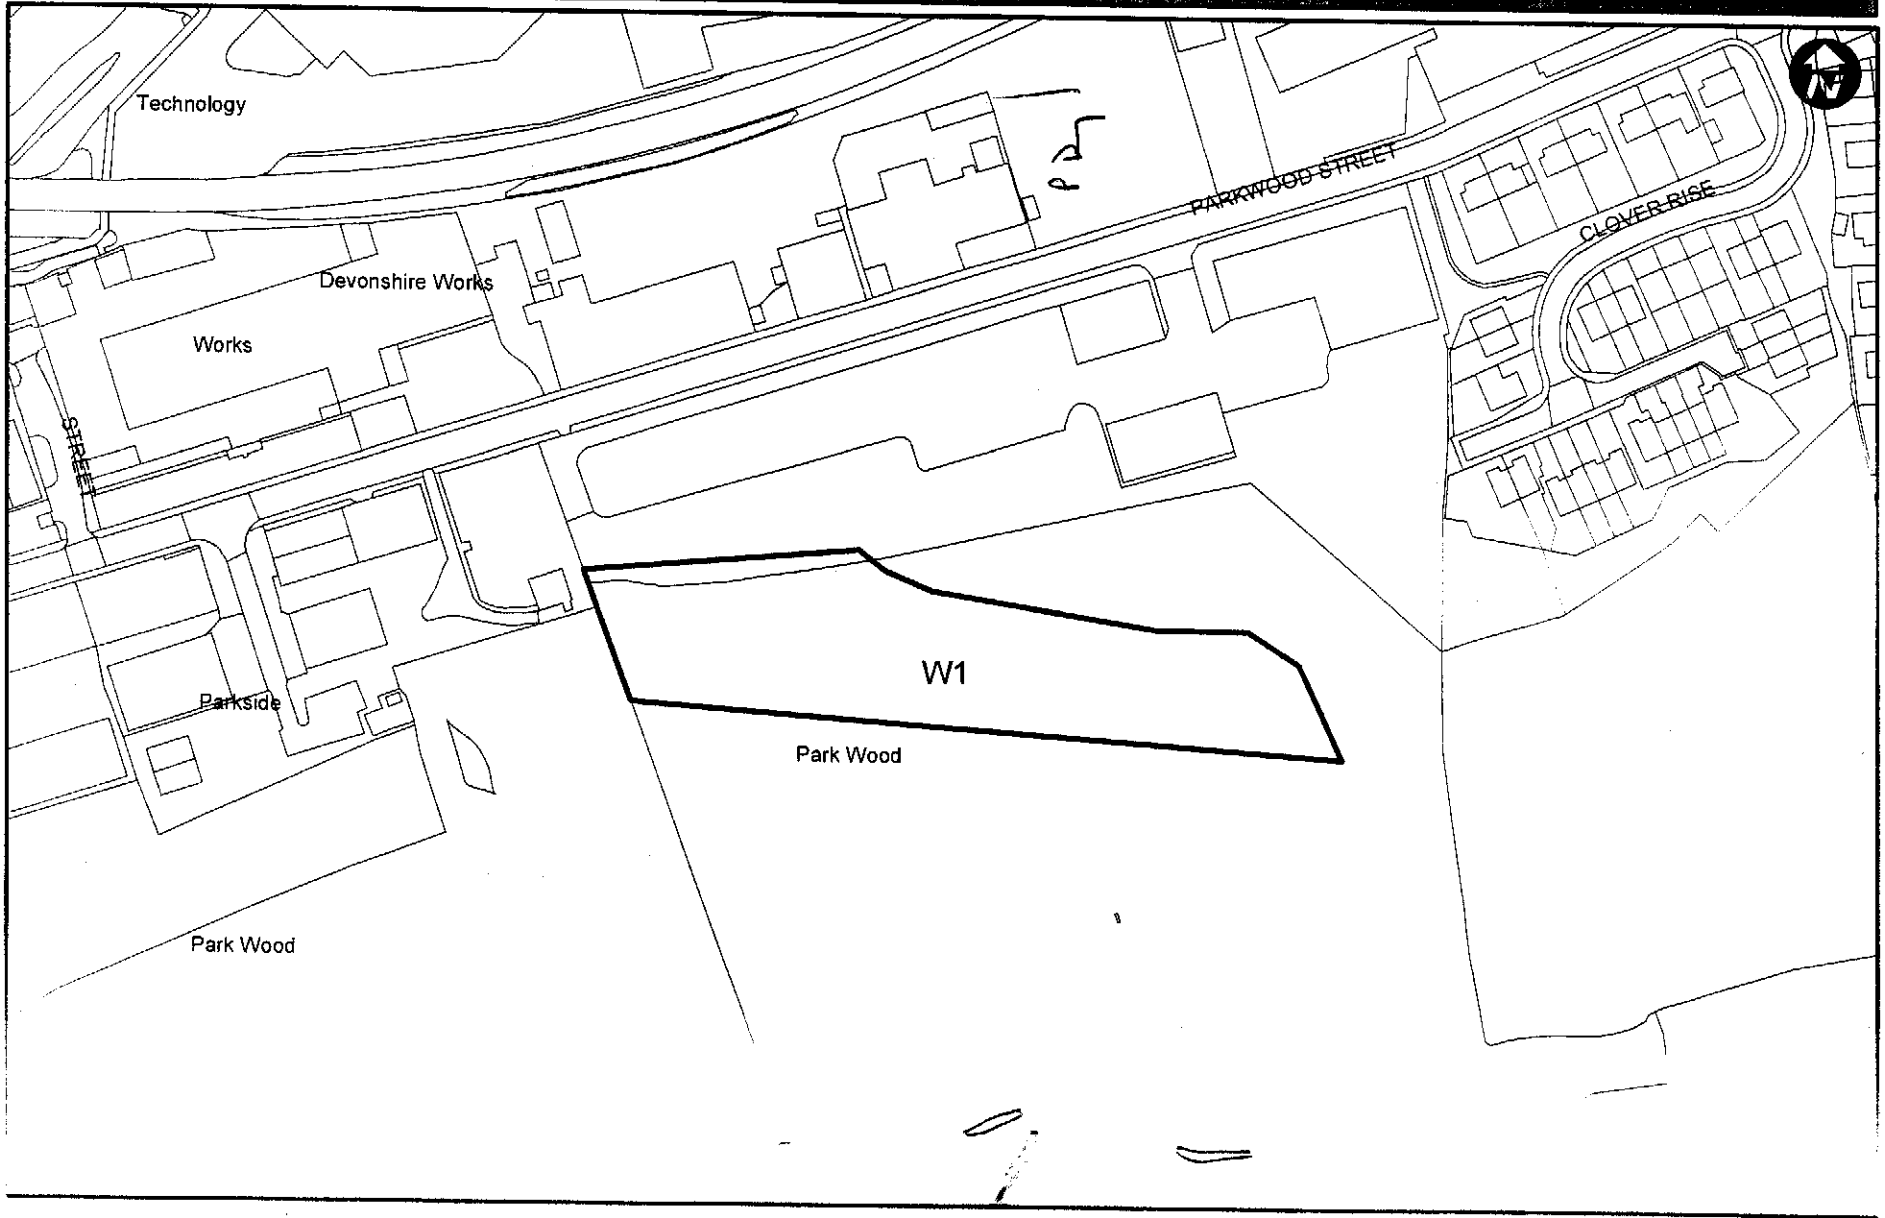 N
Technology
PARKWOOD STREET
CLOVER RISE
Devonshire Works
Works
STREET
W1
Parkside
Park Wood
Park Wood